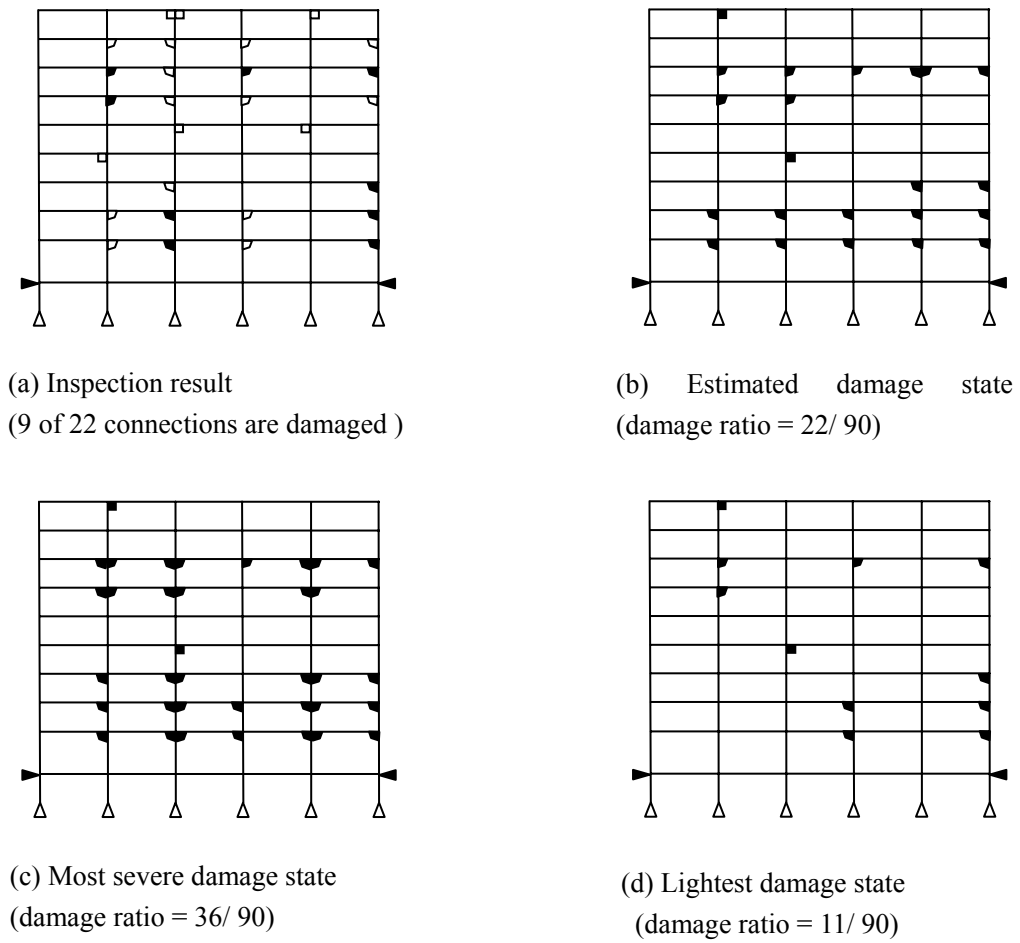 (a) Inspection result
(9 of 22 connections are damaged )
(b) Estimated damage state
(damage ratio = 22/ 90)
(c) Most severe damage state
(damage ratio = 36/ 90)
(d) Lightest damage state
(damage ratio = 11/ 90)